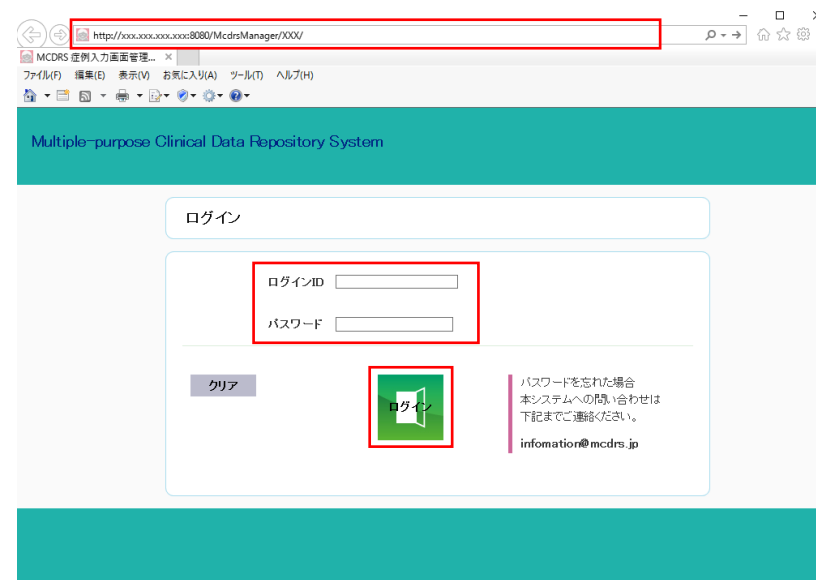 http://xxx.xxx.xxx.xxx:8080/McdrsManager/XXX/
MCDRS 症例入力画面管理... ×
ファイル(F) 編集(E) 表示(V) お気に入り(A) ツール(T) ヘルプ(H)
Multiple-purpose Clinical Data Repository System
ログイン
ログインID
パスワード
クリア
ログイン
パスワードを忘れた場合
本システムへの問い合わせは
下記までご連絡ください。
infomation@mcdrs.jp